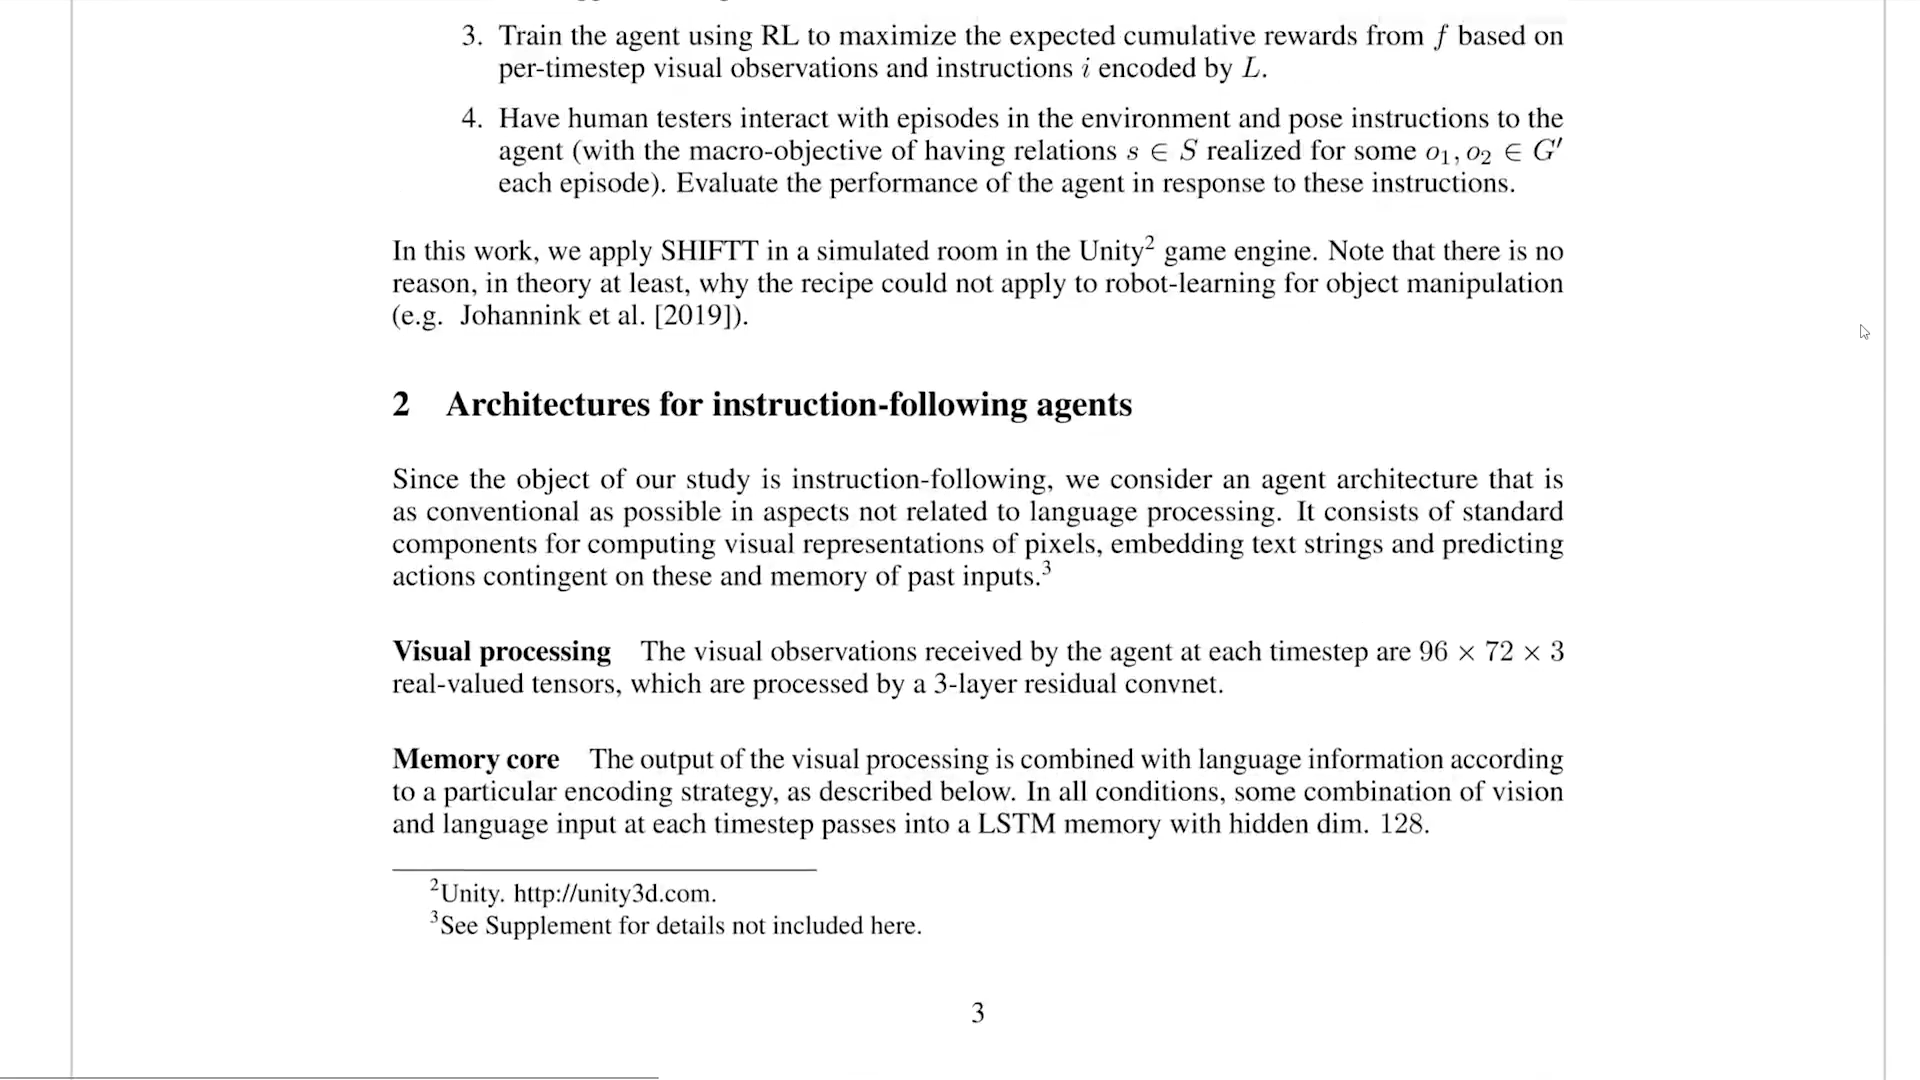 3. Train the agent using RL to maximize the expected cumulative rewards from f based on
per-timestep visual observations and instructions i encoded by L.
4. Have human testers interact with episodes in the environment and pose instructions to the
agent (with the macro-objective of having relations s ∈ S realized for some o₁, o₂ ∈ G′
each episode). Evaluate the performance of the agent in response to these instructions.
In this work, we apply SHIFTT in a simulated room in the Unity² game engine. Note that there is no
reason, in theory at least, why the recipe could not apply to robot-learning for object manipulation
(e.g. Johannink et al. [2019]).
2 Architectures for instruction-following agents
Since the object of our study is instruction-following, we consider an agent architecture that is
as conventional as possible in aspects not related to language processing. It consists of standard
components for computing visual representations of pixels, embedding text strings and predicting
actions contingent on these and memory of past inputs.³
Visual processing The visual observations received by the agent at each timestep are 96 × 72 × 3
real-valued tensors, which are processed by a 3-layer residual convnet.
Memory core The output of the visual processing is combined with language information according
to a particular encoding strategy, as described below. In all conditions, some combination of vision
and language input at each timestep passes into a LSTM memory with hidden dim. 128.
²Unity. http://unity3d.com.
³See Supplement for details not included here.
3